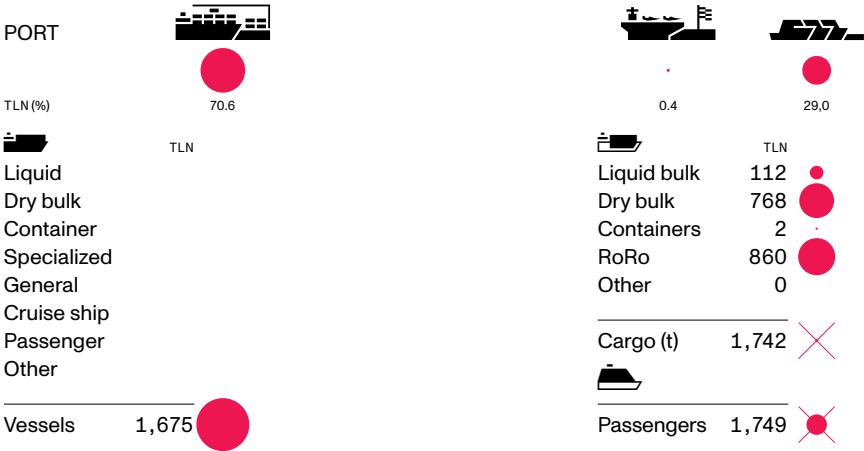 PORT
TLN (%) 70.6 0.4 29,0
TLN
Liquid
Dry bulk
Container
Specialized
General
Cruise ship
Passenger
Other
Vessels 1,675
TLN
Liquid bulk 112
Dry bulk 768
Containers 2
RoRo 860
Other 0
Cargo (t) 1,742
Passengers 1,749